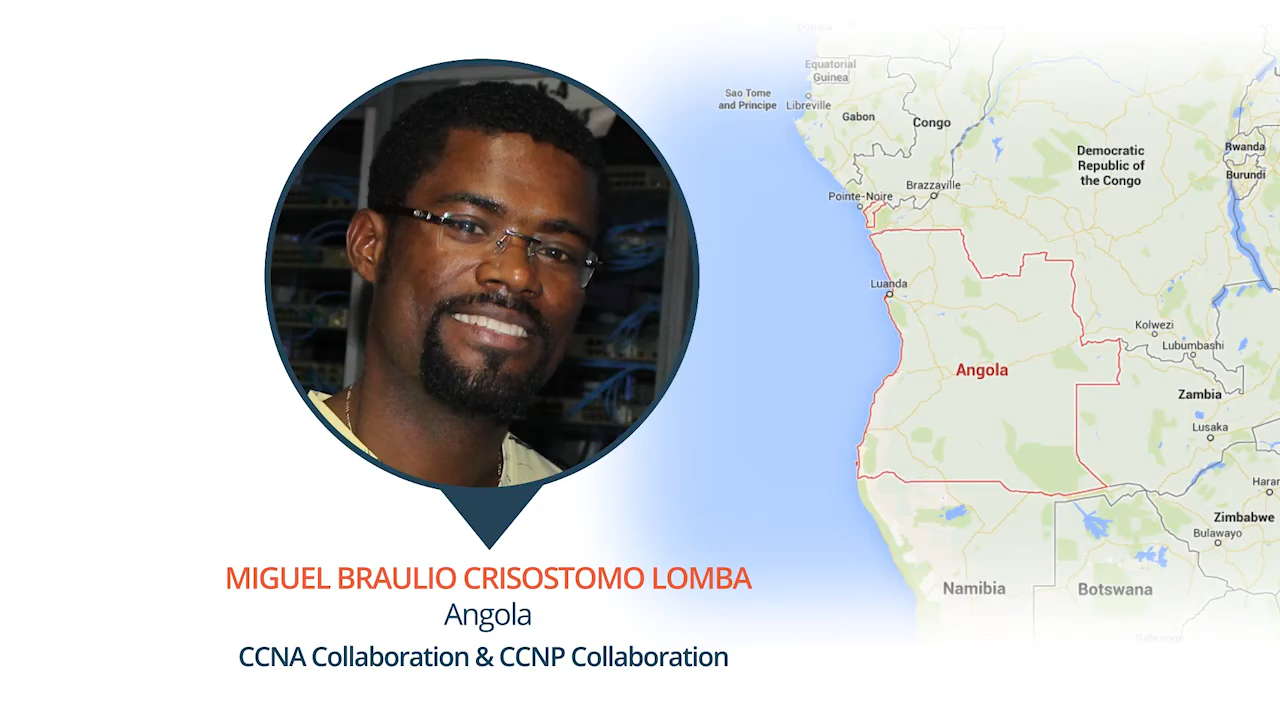 K-4
MIGUEL BRAULIO CRISOSTOMO LOMBA
Angola
CCNA Collaboration & CCNP Collaboration
Equatorial
Guinea
Sao Tome
and Principe
Libreville
Gabon
Congo
Democratic
Republic of
the Congo
Rwanda
Burundi
Brazzaville
Pointe-Noire
Luanda
Kolwezi
Lubumbashi
Angola
Zambia
Lusaka
Harar
Zimbabwe
Bulawayo
Namibia
Botswana